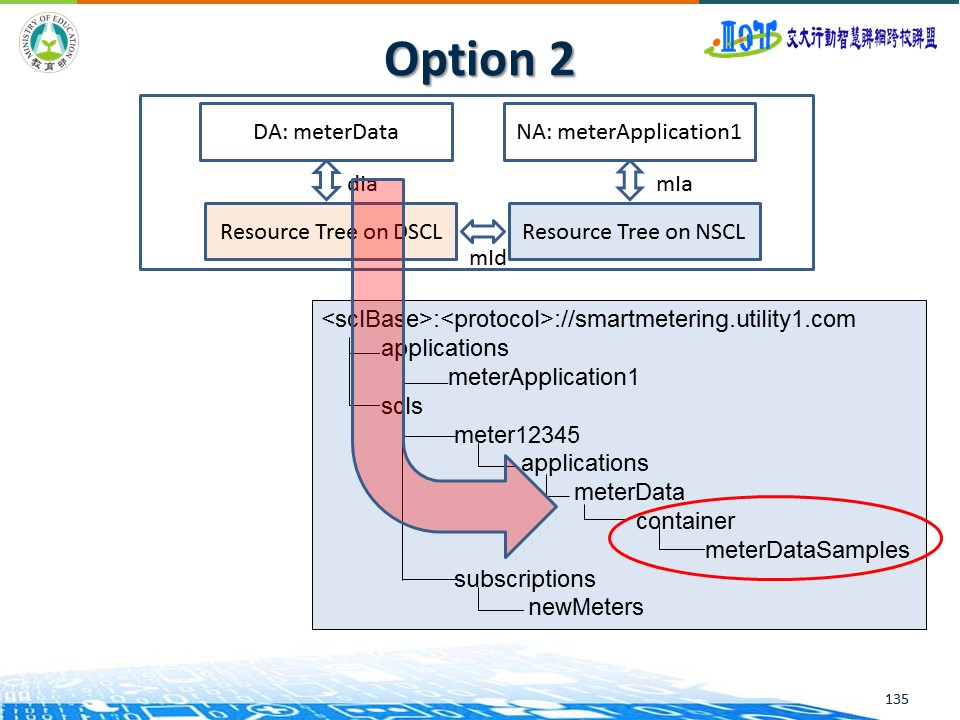 MINISTRY OF EDUCATION
教育部
IIoT 交大行動智慧聯網跨校聯盟
Option 2
DA: meterData
NA: meterApplication1
dIa
mIa
Resource Tree on DSCL
Resource Tree on NSCL
mId
<sclBase>:<protocol>://smartmetering.utility1.com
applications
meterApplication1
scls
meter12345
applications
meterData
container
meterDataSamples
subscriptions
newMeters
135